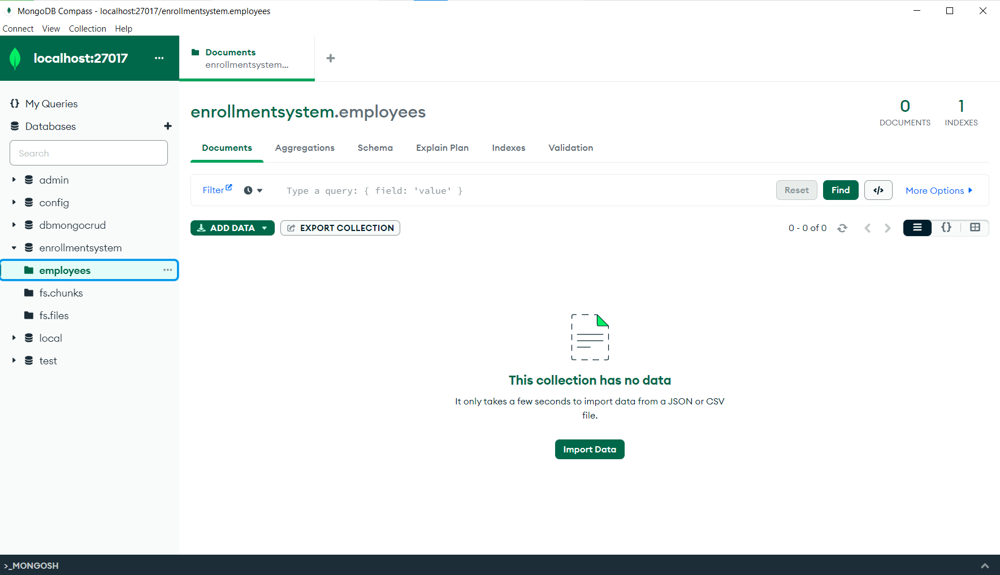 MongoDB Compass - localhost:27017/enrollmentsystem.employees
Connect View Collection Help
localhost:27017 ...
Documents
enrollmentsystem...
{} My Queries
Databases
Search
admin
config
dbmongocrud
enrollmentsystem
employees
fs.chunks
fs.files
local
test
enrollmentsystem.employees
0
DOCUMENTS
1
INDEXES
Documents Aggregations Schema Explain Plan Indexes Validation
Filter Type a query: { field: 'value' } Reset Find </> More Options
ADD DATA EXPORT COLLECTION 0 - 0 of 0 {}
This collection has no data
It only takes a few seconds to import data from a JSON or CSV
file.
Import Data
>_MONGOSH